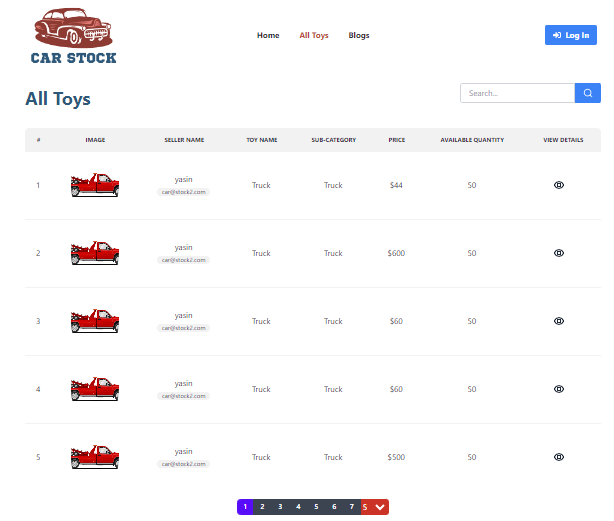 CAR STOCK
Home All Toys Blogs
Log In
All Toys
Search...
# IMAGE SELLER NAME TOY NAME SUB-CATEGORY PRICE AVAILABLE QUANTITY VIEW DETAILS
1 yasin Truck Truck $44 50
car@stock2.com
2 yasin Truck Truck $600 50
car@stock2.com
3 yasin Truck Truck $60 50
car@stock2.com
4 yasin Truck Truck $60 50
car@stock2.com
5 yasin Truck Truck $500 50
car@stock2.com
1 2 3 4 5 6 7 5